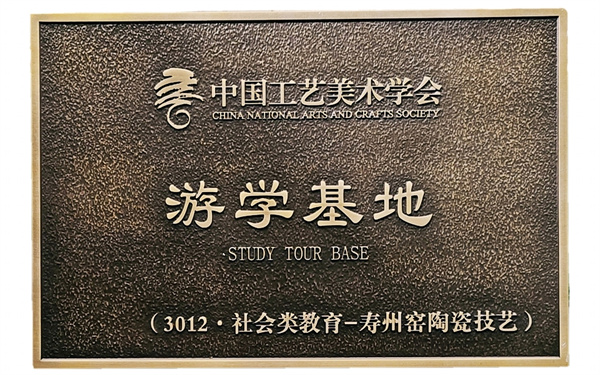 中国工艺美术学会
CHINA NATIONAL ARTS AND CRAFTS SOCIETY
游学基地
·STUDY TOUR BASE
（3012·社会类教育-寿州窑陶瓷技艺）